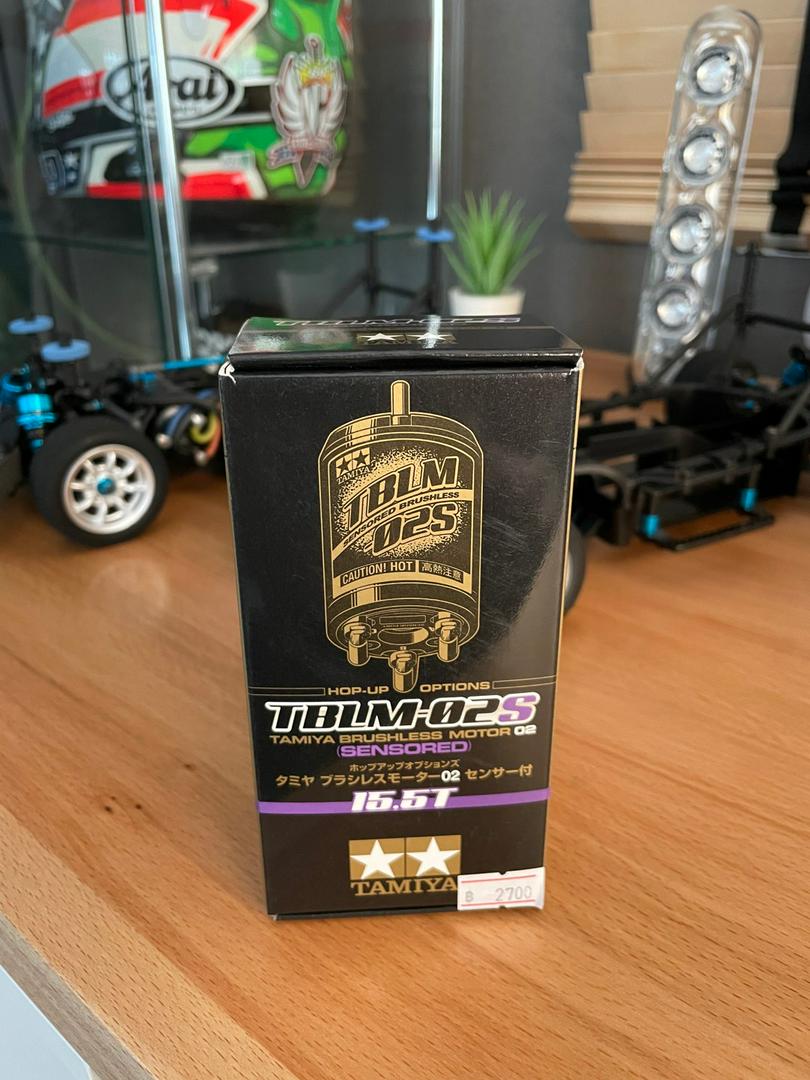 Arai
TAMIYA
TBLM
SENSORED BRUSHLESS
02S
CAUTION! HOT 高熱注意
HOP-UP OPTIONS
TBLM-02S
TAMIYA BRUSHLESS MOTOR 02
(SENSORED)
ホップアップオプションズ
タミヤ ブラシレスモーター02 センサー付
15.5T
TAMIYA
฿ 2700